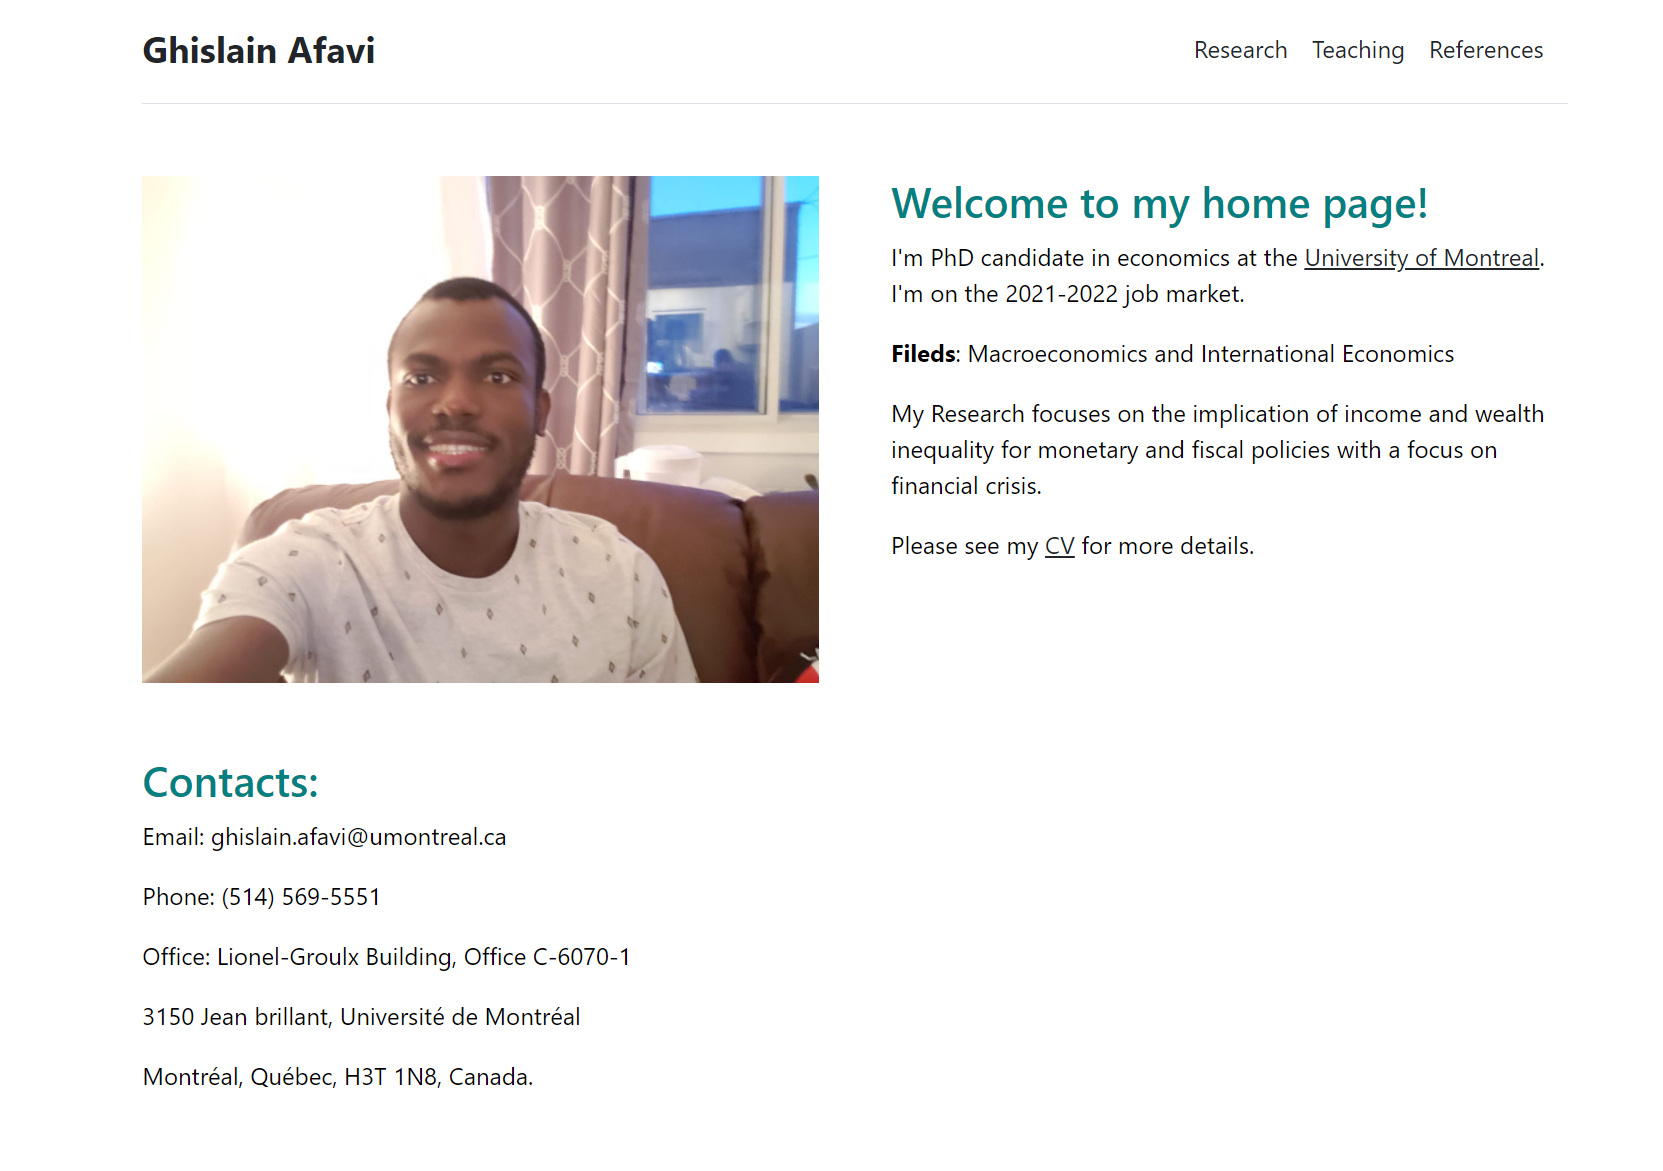 Ghislain Afavi
Research Teaching References
Welcome to my home page!
I'm PhD candidate in economics at the University of Montreal.
I'm on the 2021-2022 job market.
Fileds: Macroeconomics and International Economics
My Research focuses on the implication of income and wealth
inequality for monetary and fiscal policies with a focus on
financial crisis.
Please see my CV for more details.
Contacts:
Email: ghislain.afavi@umontreal.ca
Phone: (514) 569-5551
Office: Lionel-Groulx Building, Office C-6070-1
3150 Jean brillant, Université de Montréal
Montréal, Québec, H3T 1N8, Canada.